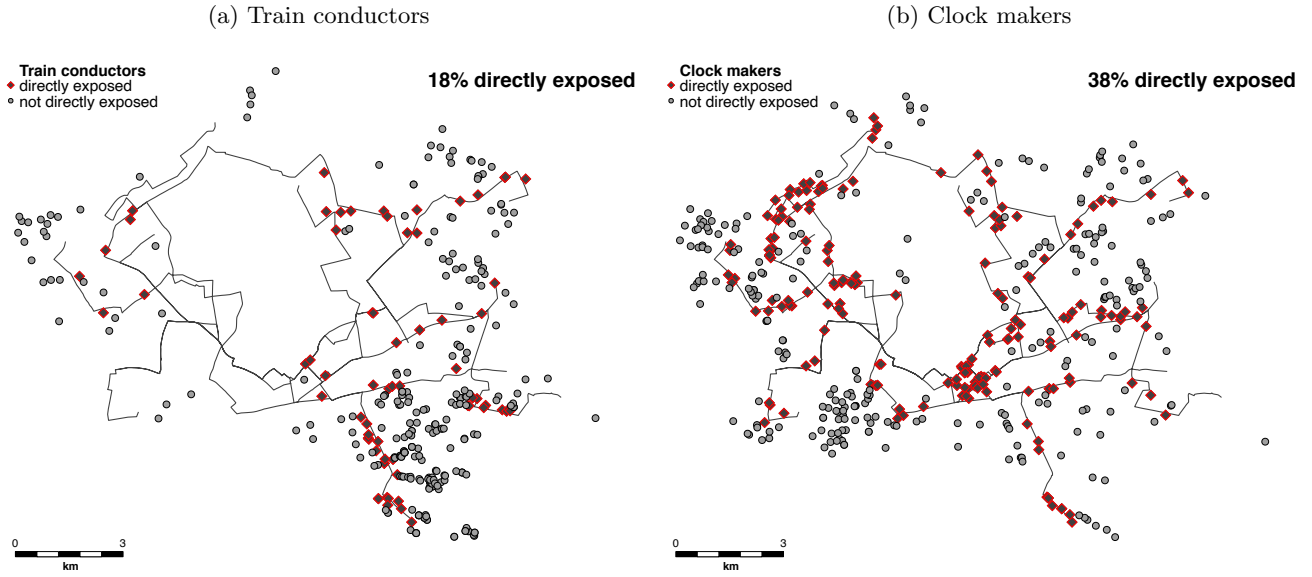 (a) Train conductors
Train conductors
directly exposed
not directly exposed
18% directly exposed
0 3
km
(b) Clock makers
Clock makers
directly exposed
not directly exposed
38% directly exposed
0 3
km